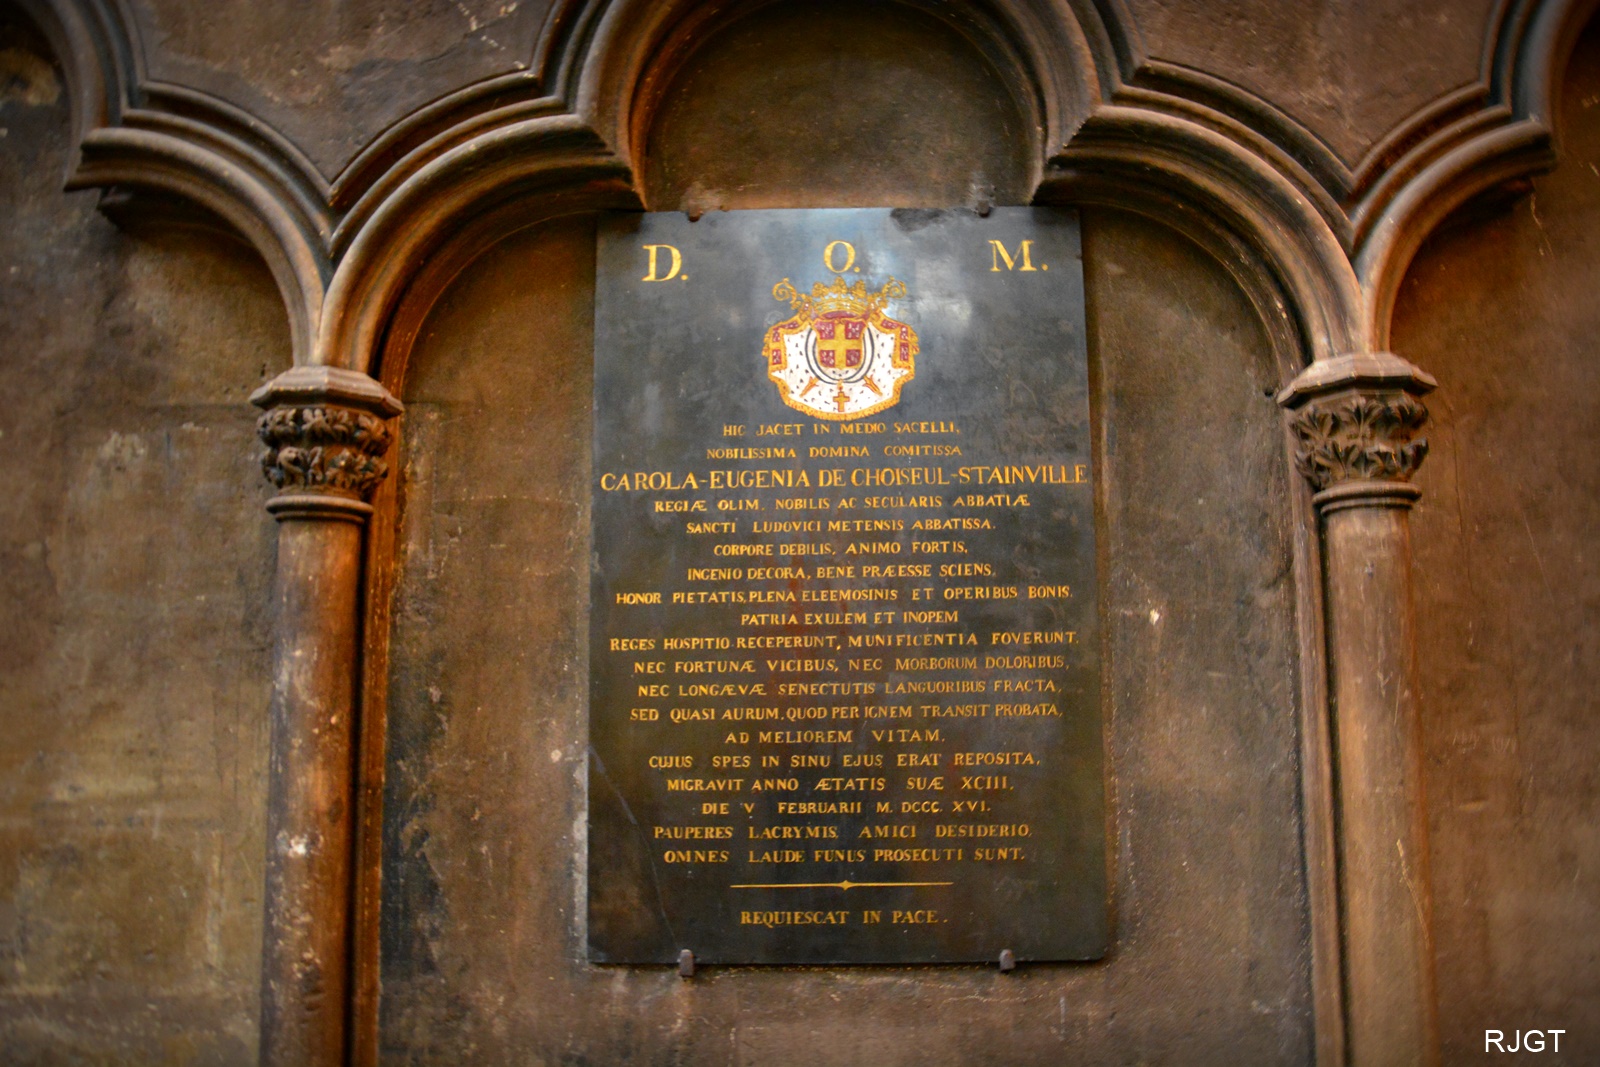 D. O. M.
HIC JACET IN MEDIO SACELLI,
NOBILISSIMA DOMINA COMITISSA
CAROLA-EUGENIA DE CHOISEUL-STAINVILLE
REGIÆ OLIM. NOBILIS AC SECULARIS ABBATIÆ
SANCTI LUDOVICI METENSIS ABBATISSA.
CORPORE DEBILIS, ANIMO FORTIS,
INGENIO DECORA, BENE PRÆESSE SCIENS,
HONOR PIETATIS, PLENA ELEEMOSINIS ET OPERIBUS BONIS.
PATRIA EXULEM ET INOPEM
REGES HOSPITIO RECEPERUNT, MUNIFICENTIA FOVERUNT.
NEC FORTUNÆ VICIBUS, NEC MORBORUM DOLORIBUS,
NEC LONGÆVÆ SENECTUTIS LANGUORIBUS FRACTA,
SED QUASI AURUM, QUOD PER IGNEM TRANSIT PROBATA,
AD MELIOREM VITAM,
CUJUS SPES IN SINU EJUS ERAT REPOSITA,
MIGRAVIT ANNO ÆTATIS SUÆ XCIII,
DIE V FEBRUARII M. DCCC. XVI.
PAUPERES LACRYMIS, AMICI DESIDERIO,
OMNES LAUDE FUNUS PROSECUTI SUNT.
REQUIESCAT IN PACE.
RJGT